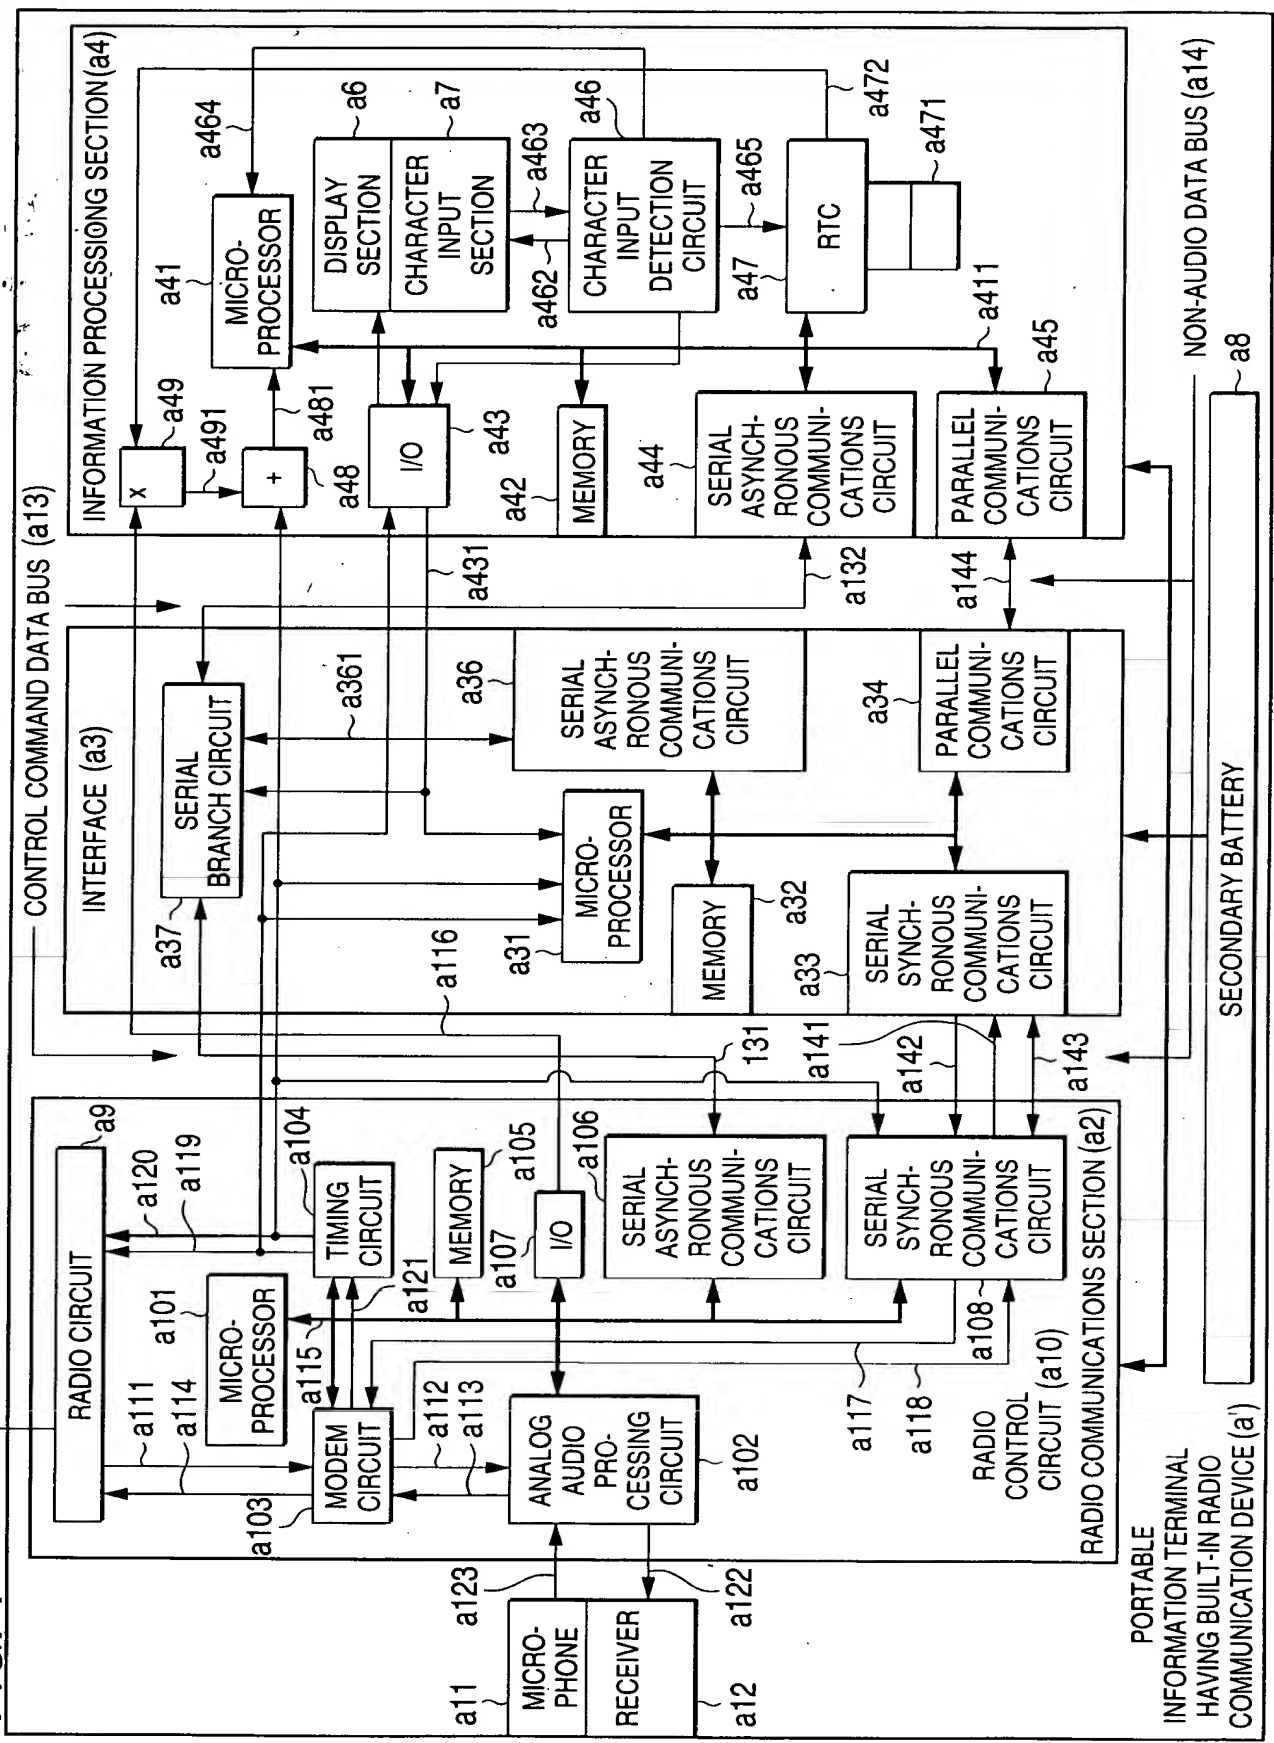 PORTABLE
INFORMATION TERMINAL
HAVING BUILT-IN RADIO
COMMUNICATION DEVICE (a')
CONTROL COMMAND DATA BUS (a13)
NON-AUDIO DATA BUS (a14)
SECONDARY BATTERY
a8
a11
MICRO-
PHONE
RECEIVER
a12
a123
a122
RADIO COMMUNICATIONS SECTION (a2)
RADIO
CONTROL
CIRCUIT (a10)
RADIO CIRCUIT
a9
a111
a114
a120
a119
a101
MICRO-
PROCESSOR
a103
MODEM
CIRCUIT
a104
TIMING
CIRCUIT
a115
a121
a112
a113
MEMORY
a105
a107
I/O
ANALOG
AUDIO
PRO-
CESSING
CIRCUIT
a102
a106
SERIAL
ASYNCH-
RONOUS
COMMUNI-
CATIONS
CIRCUIT
SERIAL
SYNCH-
RONOUS
COMMUNI-
CATIONS
CIRCUIT
a108
a117
a118
a116
131
a141
a142
a143
INTERFACE (a3)
SERIAL
BRANCH CIRCUIT
a37
a361
a31
MICRO-
PROCESSOR
MEMORY
a32
a33
SERIAL
SYNCH-
RONOUS
COMMUNI-
CATIONS
CIRCUIT
a36
SERIAL
ASYNCH-
RONOUS
COMMUNI-
CATIONS
CIRCUIT
a34
PARALLEL
COMMUNI-
CATIONS
CIRCUIT
a431
a132
a144
INFORMATION PROCESSIONG SECTION (a4)
X
a49
a491
+
a48
a481
a41
MICRO-
PROCESSOR
a464
I/O
a43
a42
MEMORY
DISPLAY
SECTION
a6
CHARACTER
INPUT
SECTION
a7
a463
a462
CHARACTER
INPUT
DETECTION
CIRCUIT
a46
a465
a47
RTC
a472
a471
a411
a44
SERIAL
ASYNCH-
RONOUS
COMMUNI-
CATIONS
CIRCUIT
a45
PARALLEL
COMMUNI-
CATIONS
CIRCUIT